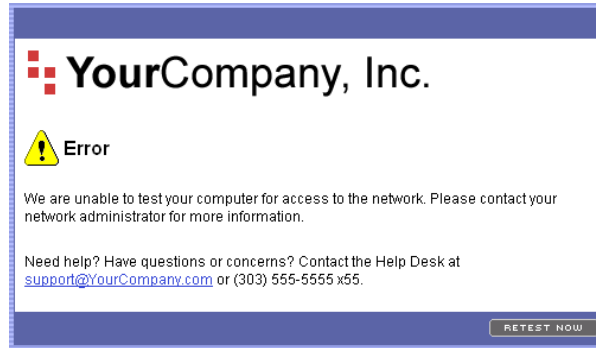 YourCompany, Inc.
Error
We are unable to test your computer for access to the network. Please contact your
network administrator for more information.
Need help? Have questions or concerns? Contact the Help Desk at
support@YourCompany.com or (303) 555-5555 x55.
RETEST NOW